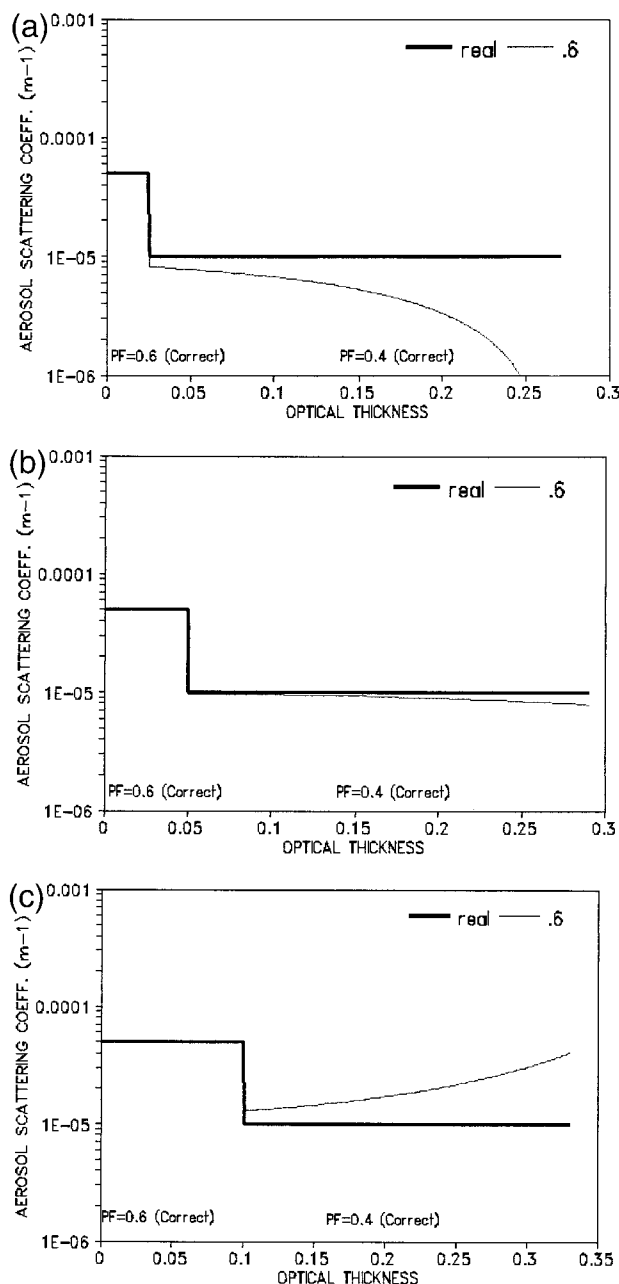 (a)
0.001
real .6
AEROSOL SCATTERING COEFF. (m-1)
0.0001
1E-05
PF=0.6 (Correct) PF=0.4 (Correct)
1E-06
0 0.05 0.1 0.15 0.2 0.25 0.3
OPTICAL THICKNESS
(b)
0.001
real .6
AEROSOL SCATTERING COEFF. (m-1)
0.0001
1E-05
PF=0.6 (Correct) PF=0.4 (Correct)
1E-06
0 0.05 0.1 0.15 0.2 0.25 0.3
OPTICAL THICKNESS
(c)
0.001
real .6
AEROSOL SCATTERING COEFF. (m-1)
0.0001
1E-05
PF=0.6 (Correct) PF=0.4 (Correct)
1E-06
0 0.05 0.1 0.15 0.2 0.25 0.3 0.35
OPTICAL THICKNESS